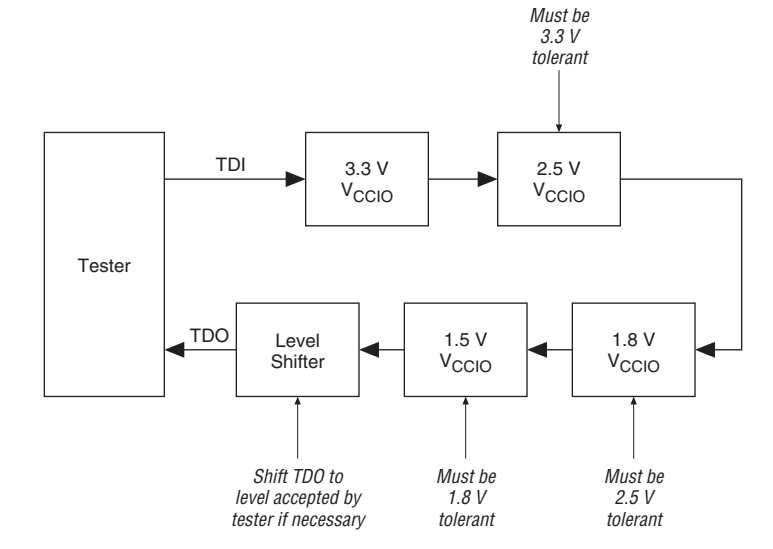 Must be
3.3 V
tolerant
TDI
3.3 V
VCCIO
2.5 V
VCCIO
Tester
TDO
Level
Shifter
1.5 V
VCCIO
1.8 V
VCCIO
Shift TDO to
level accepted by
tester if necessary
Must be
1.8 V
tolerant
Must be
2.5 V
tolerant